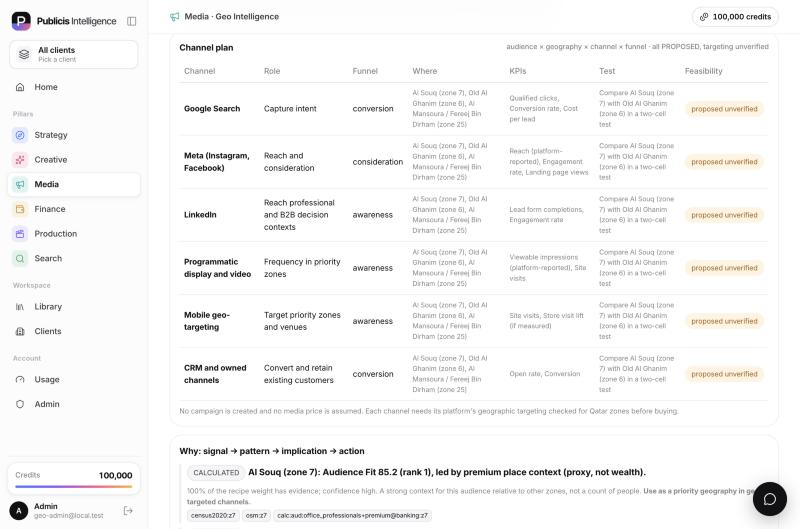 Publicis Intelligence
All clients
Pick a client
Home
Pillars
Strategy
Creative
Media
Finance
Production
Search
Workspace
Library
Clients
Account
Usage
Admin
Credits 100,000
A
Admin
geo-admin@local.test
Media · Geo Intelligence
100,000 credits
Channel plan
audience × geography × channel × funnel · all PROPOSED, targeting unverified
Channel Role Funnel Where KPIs Test Feasibility
Google Search
Capture intent
conversion
Al Souq (zone 7), Old Al
Ghanim (zone 6), Al
Mansoura / Fereej Bin
Dirham (zone 25)
Qualified clicks,
Conversion rate, Cost
per lead
Compare Al Souq (zone
7) with Old Al Ghanim
(zone 6) in a two-cell
test
proposed unverified
Meta (Instagram,
Facebook)
Reach and
consideration
consideration
Al Souq (zone 7), Old Al
Ghanim (zone 6), Al
Mansoura / Fereej Bin
Dirham (zone 25)
Reach (platform-
reported), Engagement
rate, Landing page views
Compare Al Souq (zone
7) with Old Al Ghanim
(zone 6) in a two-cell
test
proposed unverified
LinkedIn
Reach professional
and B2B decision
contexts
awareness
Al Souq (zone 7), Old Al
Ghanim (zone 6), Al
Mansoura / Fereej Bin
Dirham (zone 25)
Lead form completions,
Engagement rate
Compare Al Souq (zone
7) with Old Al Ghanim
(zone 6) in a two-cell
test
proposed unverified
Programmatic
display and video
Frequency in priority
zones
awareness
Al Souq (zone 7), Old Al
Ghanim (zone 6), Al
Mansoura / Fereej Bin
Dirham (zone 25)
Viewable impressions
(platform-reported), Site
visits
Compare Al Souq (zone
7) with Old Al Ghanim
(zone 6) in a two-cell
test
proposed unverified
Mobile geo-
targeting
Target priority zones
and venues
awareness
Al Souq (zone 7), Old Al
Ghanim (zone 6), Al
Mansoura / Fereej Bin
Dirham (zone 25)
Site visits, Store visit lift
(if measured)
Compare Al Souq (zone
7) with Old Al Ghanim
(zone 6) in a two-cell
test
proposed unverified
CRM and owned
channels
Convert and retain
existing customers
conversion
Al Souq (zone 7), Old Al
Ghanim (zone 6), Al
Mansoura / Fereej Bin
Dirham (zone 25)
Open rate, Conversion
Compare Al Souq (zone
7) with Old Al Ghanim
(zone 6) in a two-cell
test
proposed unverified
No campaign is created and no media price is assumed. Each channel needs its platform's geographic targeting checked for Qatar zones before buying.
Why: signal → pattern → implication → action
CALCULATED Al Souq (zone 7): Audience Fit 85.2 (rank 1), led by premium place context (proxy, not wealth).
100% of the recipe weight has evidence; confidence high. A strong context for this audience relative to other zones, not a count of people. Use as a priority geography in
targeted channels.
census2020:z7 osm:z7 calc:aud:office_professionals+premium@banking:z7